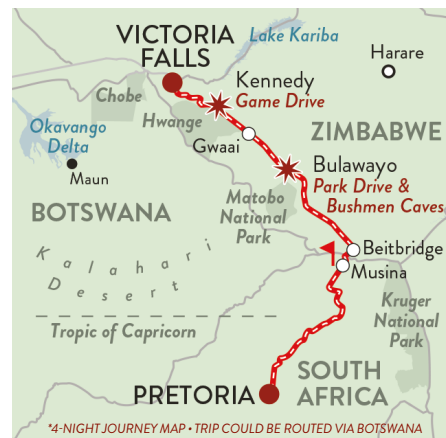 VICTORIA
FALLS
Lake Kariba
Harare
Chobe
Kennedy
Game Drive
Hwange
Gwaai
ZIMBABWE
Okavango
Delta
Maun
Bulawayo
Park Drive &
Bushmen Caves
Matobo
National
Park
BOTSWANA
Kalahari
Desert
Beitbridge
Musina
Tropic of Capricorn
Kruger
National
Park
SOUTH
AFRICA
PRETORIA
*4-NIGHT JOURNEY MAP • TRIP COULD BE ROUTED VIA BOTSWANA